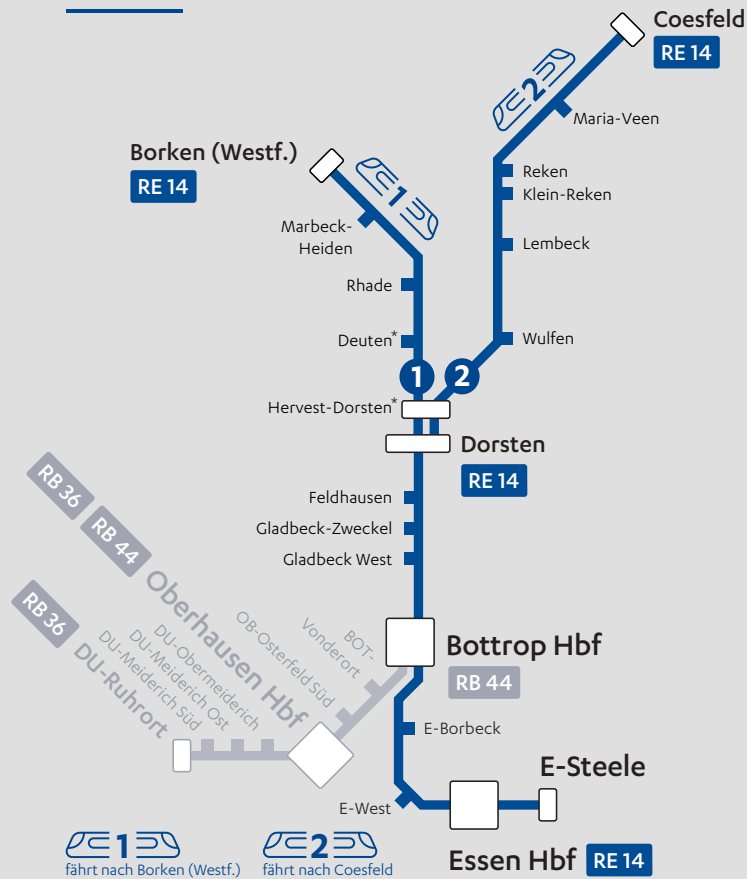 Coesfeld
RE 14
2
Maria-Veen
Borken (Westf.)
RE 14
1
Reken
Klein-Reken
Marbeck-
Heiden
Lembeck
Rhade
Deuten*
Wulfen
1
2
Hervest-Dorsten*
Dorsten
RE 14
RB 36
RB 44
Oberhausen Hbf
Feldhausen
Gladbeck-Zweckel
Gladbeck West
RB 36
DU-Ruhrort
DU-Meiderich Süd
DU-Meiderich Ost
DU-Obermeiderich
OB-Osterfeld Süd
BOT-
Vonderort
Bottrop Hbf
RB 44
E-Borbeck
E-Steele
E-West
Essen Hbf RE 14
1
fährt nach Borken (Westf.)
2
fährt nach Coesfeld